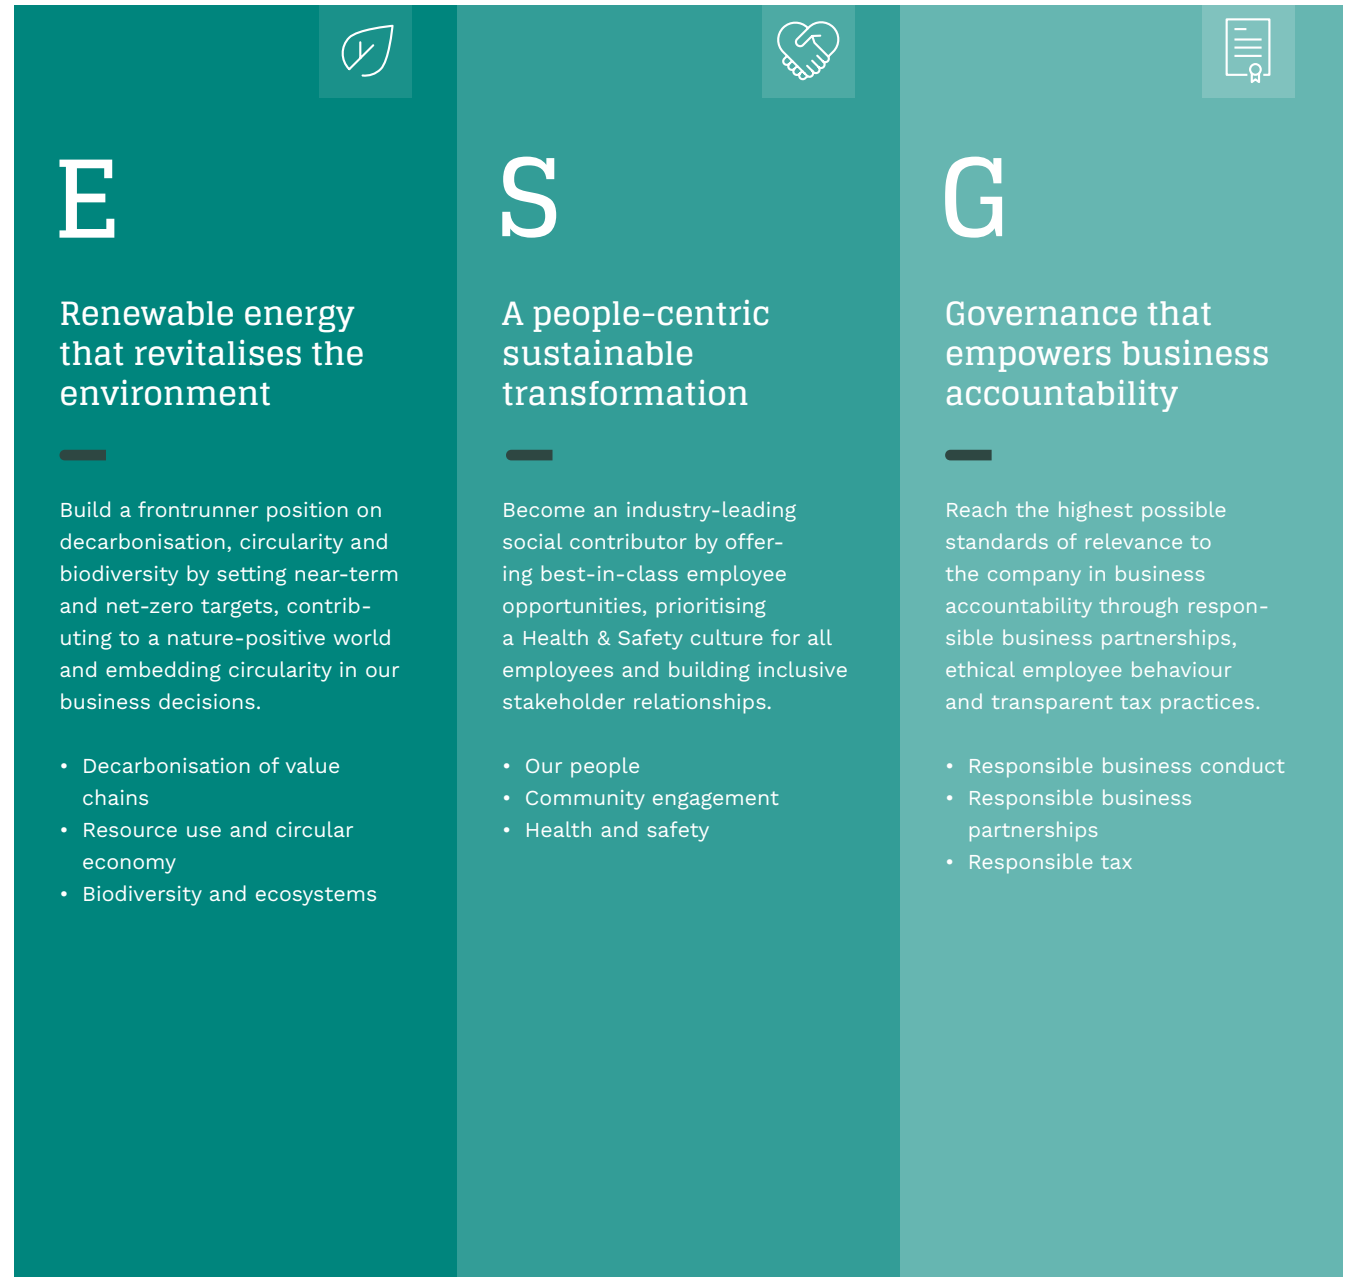 E
Renewable energy
that revitalises the
environment
Build a frontrunner position on
decarbonisation, circularity and
biodiversity by setting near-term
and net-zero targets, contrib-
uting to a nature-positive world
and embedding circularity in our
business decisions.
• Decarbonisation of value
chains
• Resource use and circular
economy
• Biodiversity and ecosystems
S
A people-centric
sustainable
transformation
Become an industry-leading
social contributor by offer-
ing best-in-class employee
opportunities, prioritising
a Health & Safety culture for all
employees and building inclusive
stakeholder relationships.
• Our people
• Community engagement
• Health and safety
G
Governance that
empowers business
accountability
Reach the highest possible
standards of relevance to
the company in business
accountability through respon-
sible business partnerships,
ethical employee behaviour
and transparent tax practices.
• Responsible business conduct
• Responsible business
partnerships
• Responsible tax